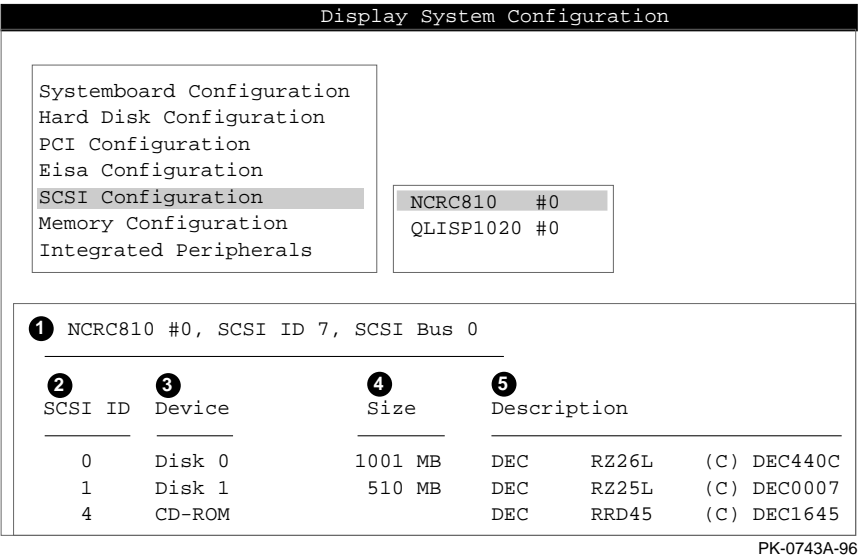 Display System Configuration
Systemboard Configuration
Hard Disk Configuration
PCI Configuration
Eisa Configuration
SCSI Configuration
Memory Configuration
Integrated Peripherals
NCRC810 #0
QLISP1020 #0
1 NCRC810 #0, SCSI ID 7, SCSI Bus 0
2 3 4 5
SCSI ID Device Size Description
0 Disk 0 1001 MB DEC RZ26L (C) DEC440C
1 Disk 1 510 MB DEC RZ25L (C) DEC0007
4 CD-ROM DEC RRD45 (C) DEC1645
PK-0743A-96